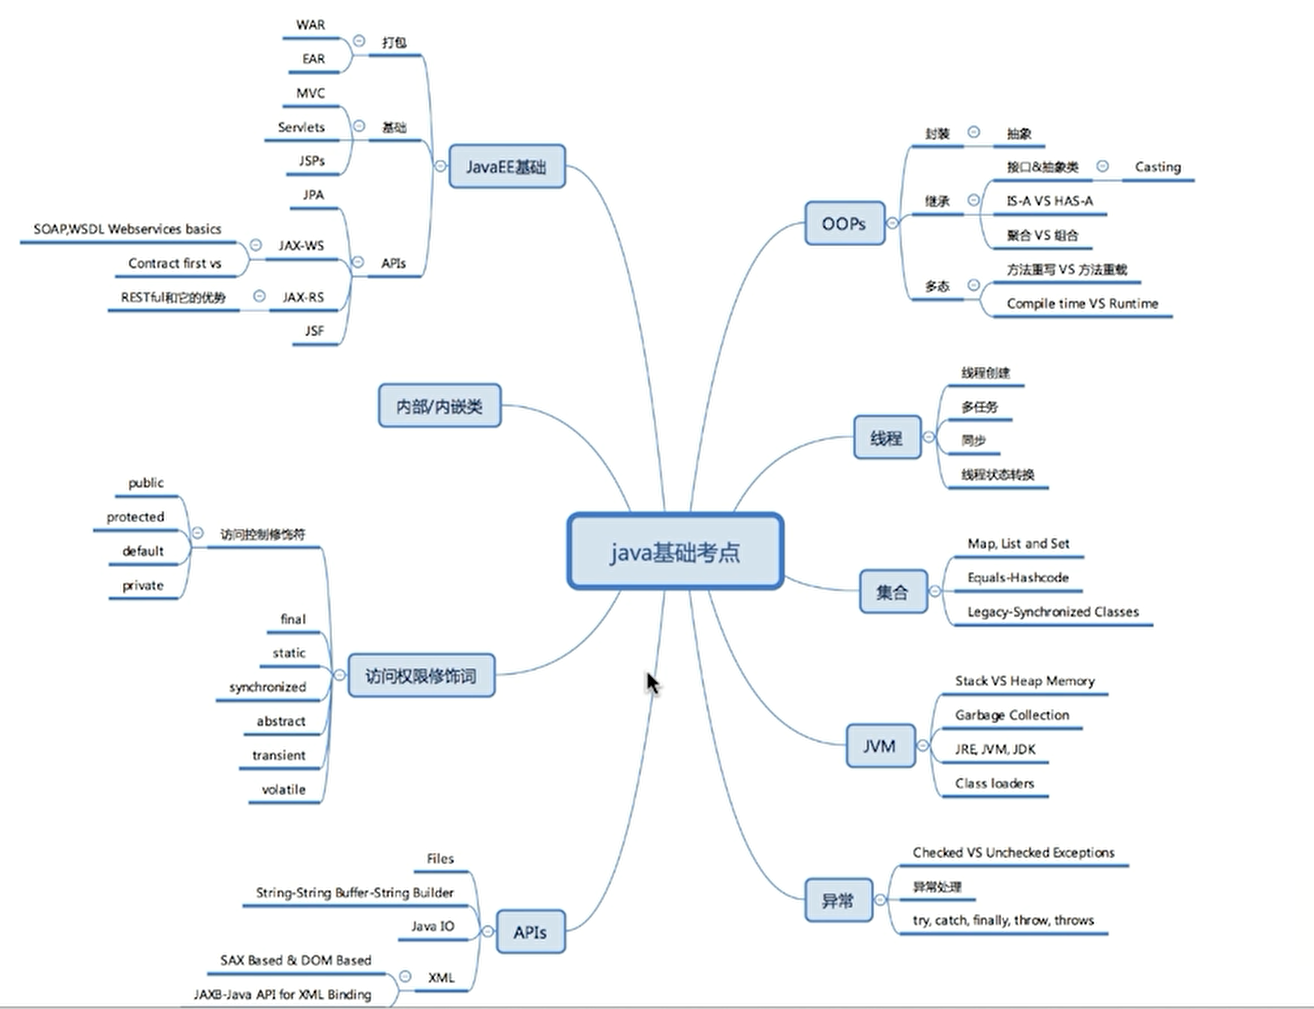 java基础考点
JavaEE基础
打包
WAR
EAR
基础
MVC
Servlets
JSPs
APIs
JPA
JAX-WS
SOAP,WSDL Webservices basics
Contract first vs
JAX-RS
RESTful和它的优势
JSF
内部/内嵌类
访问权限修饰词
访问控制修饰符
public
protected
default
private
final
static
synchronized
abstract
transient
volatile
APIs
Files
String-String Buffer-String Builder
Java IO
XML
SAX Based & DOM Based
JAXB-Java API for XML Binding
OOPs
封装
抽象
继承
接口&抽象类
Casting
IS-A VS HAS-A
聚合 VS 组合
多态
方法重写 VS 方法重载
Compile time VS Runtime
线程
线程创建
多任务
同步
线程状态转换
集合
Map, List and Set
Equals-Hashcode
Legacy-Synchronized Classes
JVM
Stack VS Heap Memory
Garbage Collection
JRE, JVM, JDK
Class loaders
异常
Checked VS Unchecked Exceptions
异常处理
try, catch, finally, throw, throws